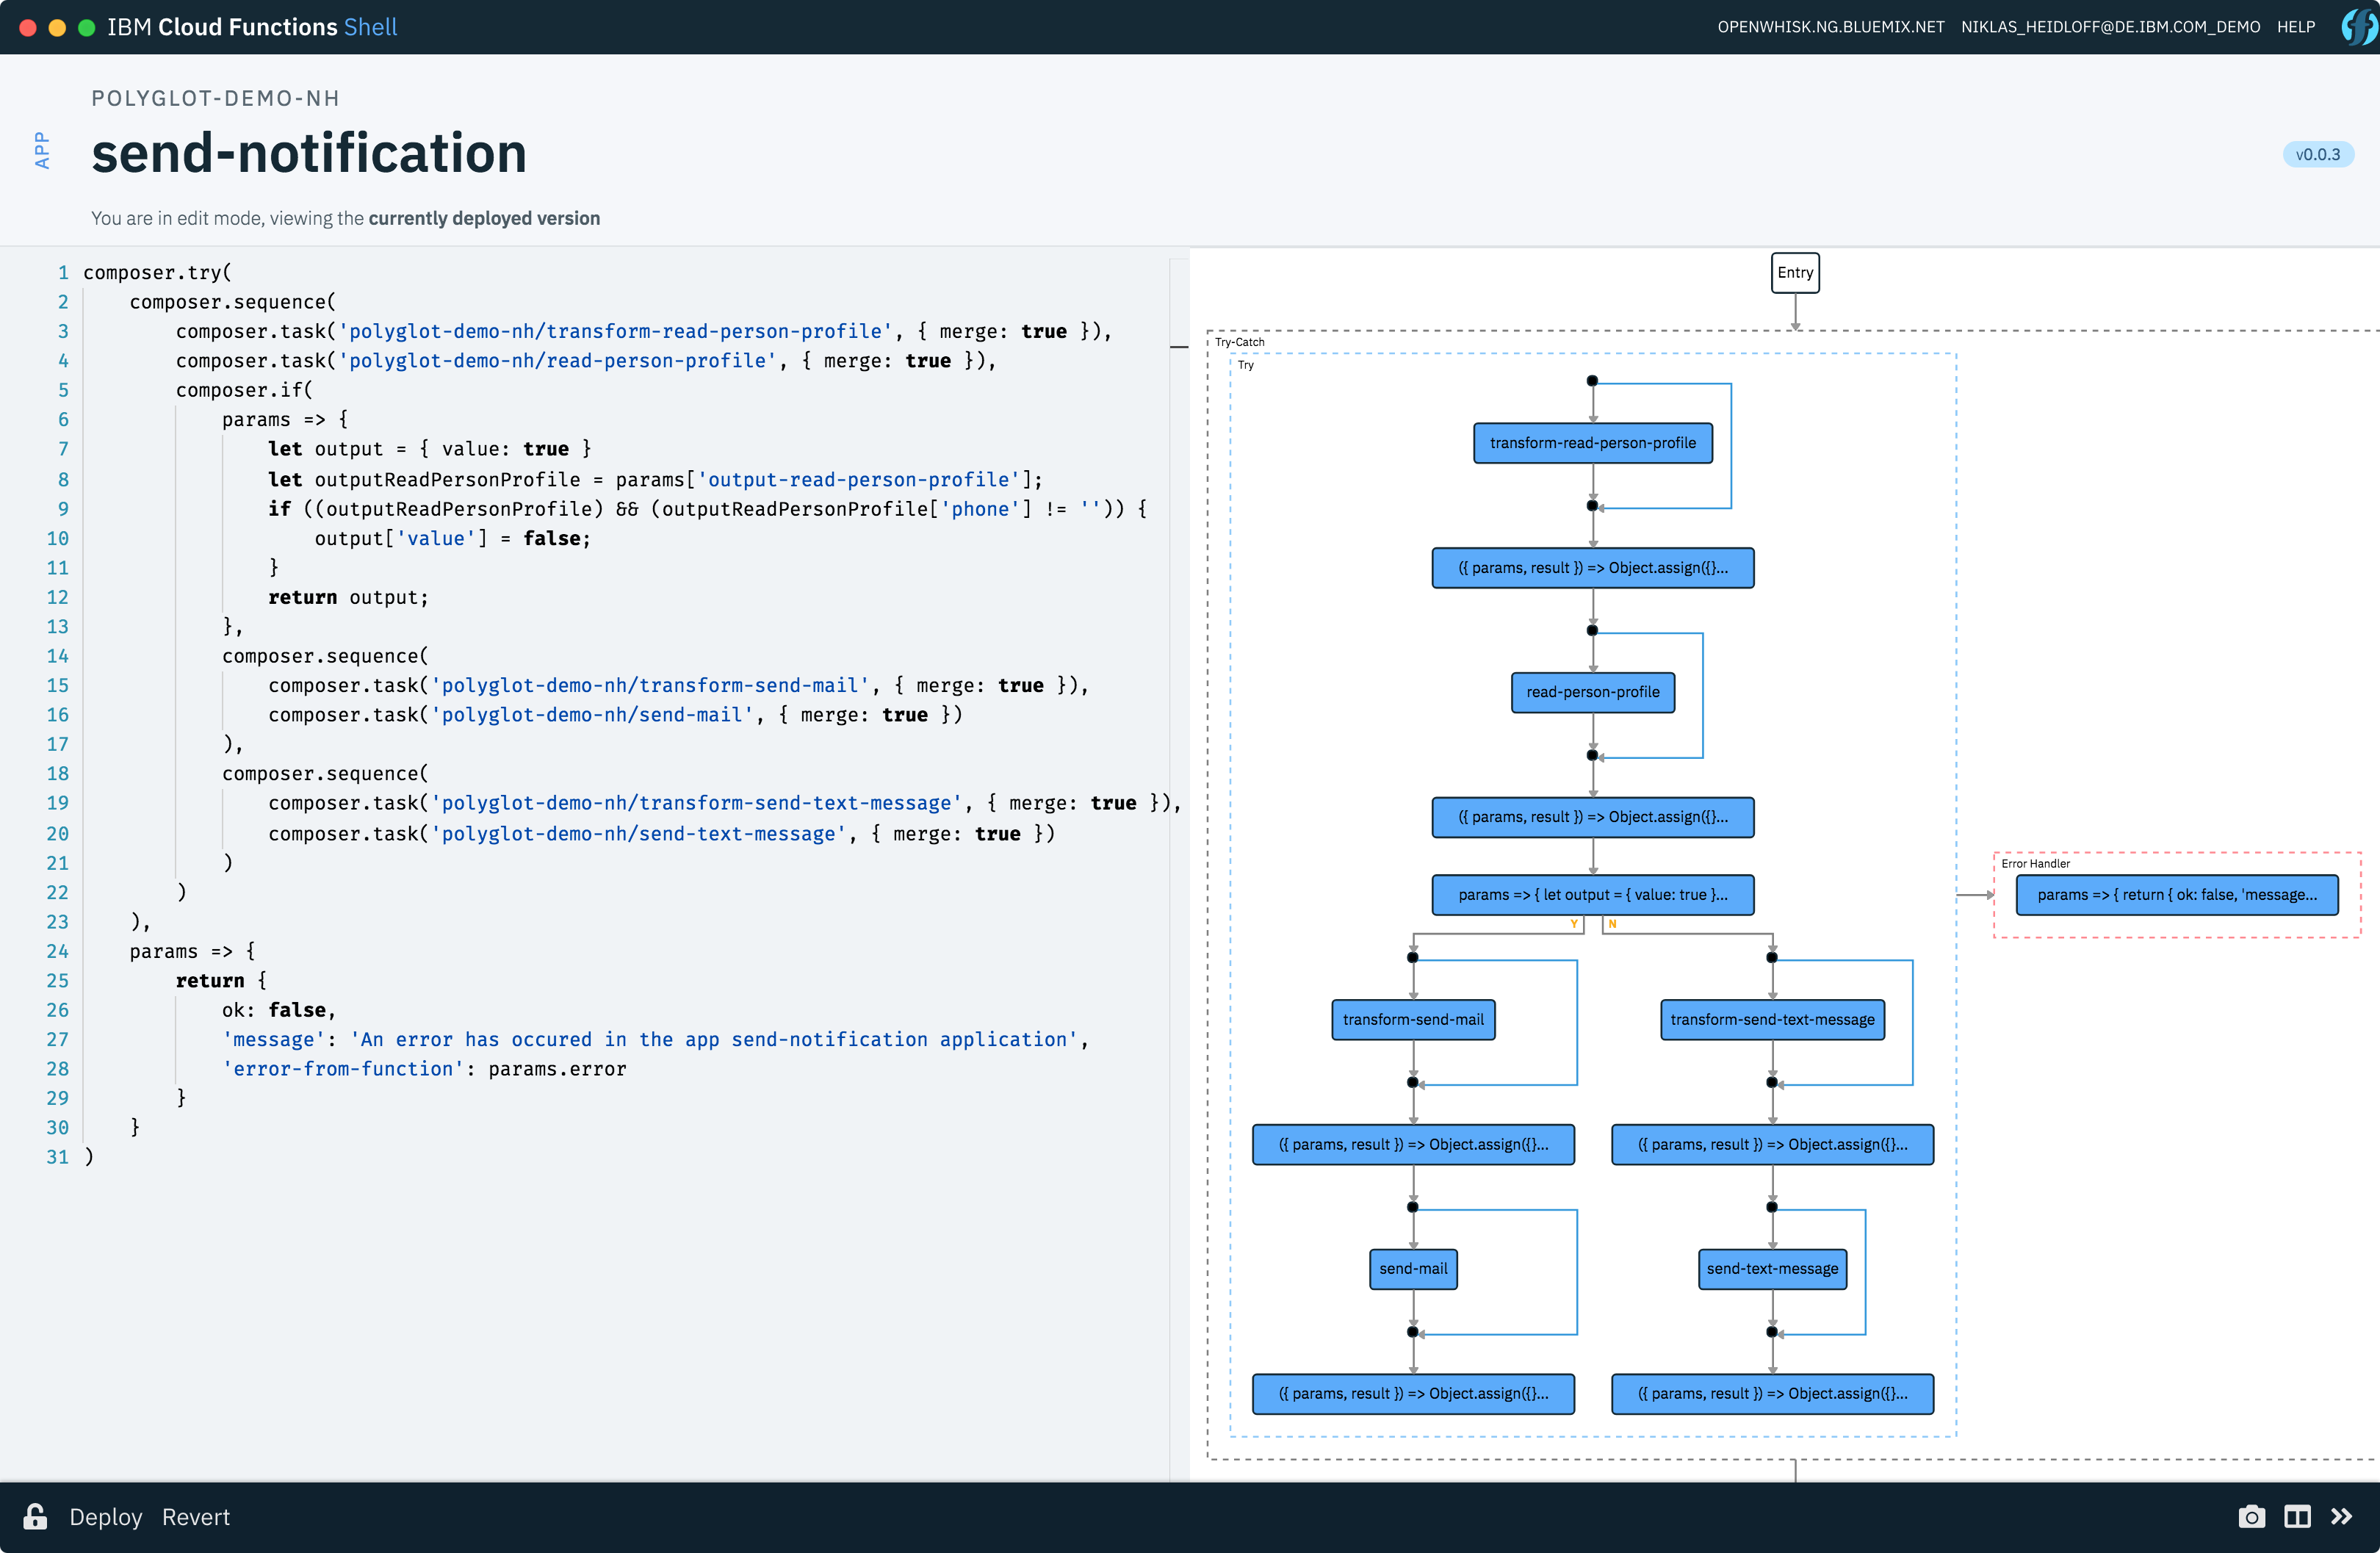 IBM Cloud Functions Shell
OPENWHISK.NG.BLUEMIX.NET NIKLAS_HEIDLOFF@DE.IBM.COM_DEMO HELP
POLYGLOT-DEMO-NH
APP
send-notification
v0.0.3
You are in edit mode, viewing the currently deployed version
1 composer.try(
2     composer.sequence(
3         composer.task('polyglot-demo-nh/transform-read-person-profile', { merge: true }),
4         composer.task('polyglot-demo-nh/read-person-profile', { merge: true }),
5         composer.if(
6             params => {
7                 let output = { value: true }
8                 let outputReadPersonProfile = params['output-read-person-profile'];
9                 if ((outputReadPersonProfile) && (outputReadPersonProfile['phone'] != '')) {
10                     output['value'] = false;
11                 }
12                 return output;
13             },
14             composer.sequence(
15                 composer.task('polyglot-demo-nh/transform-send-mail', { merge: true }),
16                 composer.task('polyglot-demo-nh/send-mail', { merge: true })
17             ),
18             composer.sequence(
19                 composer.task('polyglot-demo-nh/transform-send-text-message', { merge: true }),
20                 composer.task('polyglot-demo-nh/send-text-message', { merge: true })
21             )
22         )
23     ),
24     params => {
25         return {
26             ok: false,
27             'message': 'An error has occured in the app send-notification application',
28             'error-from-function': params.error
29         }
30     }
31 )
Entry
Try-Catch
Try
transform-read-person-profile
({ params, result }) => Object.assign({}...
read-person-profile
({ params, result }) => Object.assign({}...
params => { let output = { value: true }...
Y N
Error Handler
params => { return { ok: false, 'message...
transform-send-mail
transform-send-text-message
({ params, result }) => Object.assign({}...
({ params, result }) => Object.assign({}...
send-mail
send-text-message
({ params, result }) => Object.assign({}...
({ params, result }) => Object.assign({}...
Deploy Revert